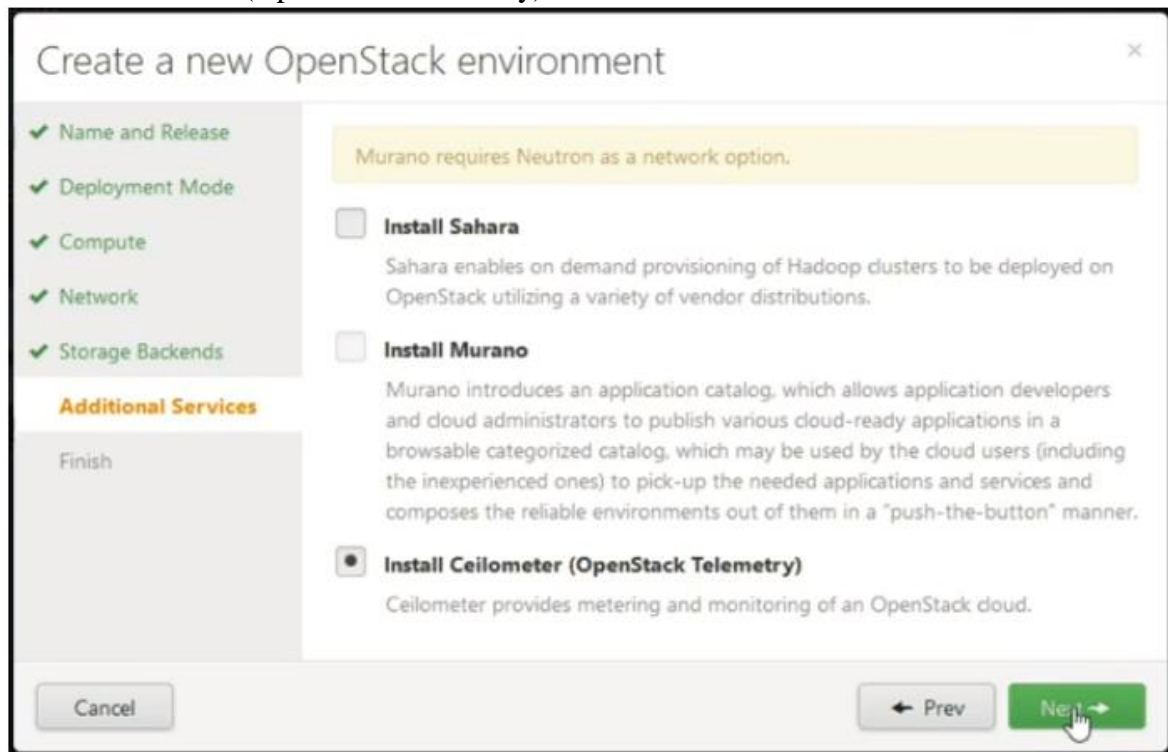 Create a new OpenStack environment
×
✔ Name and Release
✔ Deployment Mode
✔ Compute
✔ Network
✔ Storage Backends
Additional Services
Finish
Murano requires Neutron as a network option.
Install Sahara
Sahara enables on demand provisioning of Hadoop clusters to be deployed on
OpenStack utilizing a variety of vendor distributions.
Install Murano
Murano introduces an application catalog, which allows application developers
and cloud administrators to publish various cloud-ready applications in a
browsable categorized catalog, which may be used by the cloud users (including
the inexperienced ones) to pick-up the needed applications and services and
composes the reliable environments out of them in a "push-the-button" manner.
Install Ceilometer (OpenStack Telemetry)
Ceilometer provides metering and monitoring of an OpenStack cloud.
Cancel
← Prev
Next →